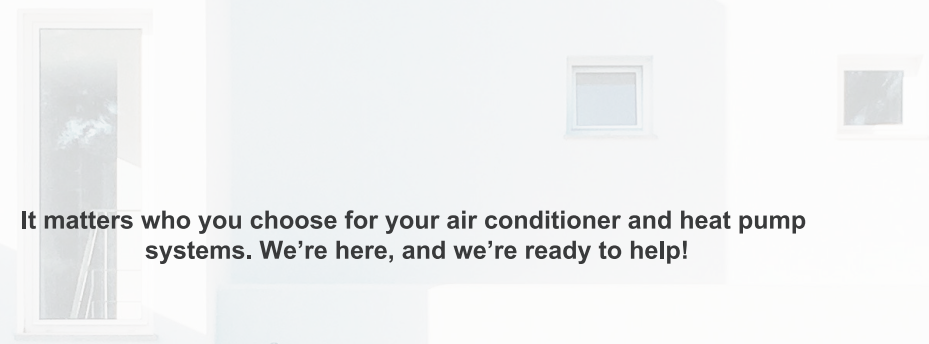 It matters who you choose for your air conditioner and heat pump
systems. We’re here, and we’re ready to help!